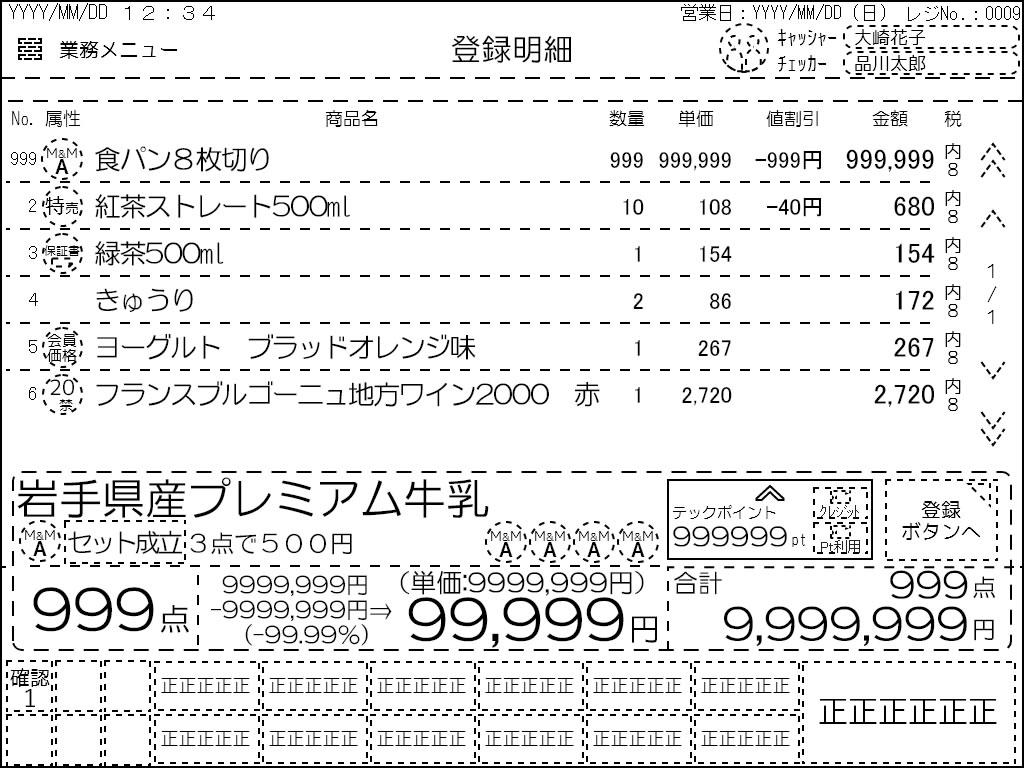 YYYY/MM/DD 12:34 営業日:YYYY/MM/DD(日) レジNo.:0009
業務メニュー 登録明細 ｷｬｯｼｬｰ 大崎花子
ﾁｪｯｶｰ 品川太郎
No. 属性 商品名 数量 単価 値割引 金額 税
999 M&M A 食パン8枚切り 999 999,999 -999円 999,999 内8
2 特売 紅茶ストレート500ml 10 108 -40円 680 内8
3 保証書 緑茶500ml 1 154 154 内8
4 きゅうり 2 86 172 内8
5 会員価格 ヨーグルト ブラッドオレンジ味 1 267 267 内8
6 20禁 フランスブルゴーニュ地方ワイン2000 赤 1 2,720 2,720 内8
1/1
岩手県産プレミアム牛乳
M&M A セット成立 3点で500円 M&M A M&M A M&M A M&M A
テックポイント ｸﾚｼﾞｯﾄ
999999pt Pt利用
登録
ボタンへ
999点
9999,999円
-9999,999円⇒
(-99.99%)
(単価:9999,999円)
99,999円
合計 999点
9,999,999円
確認
1
正正正正正 正正正正正 正正正正正 正正正正正 正正正正正 正正正正正
正正正正正正
正正正正正 正正正正正 正正正正正 正正正正正 正正正正正 正正正正正